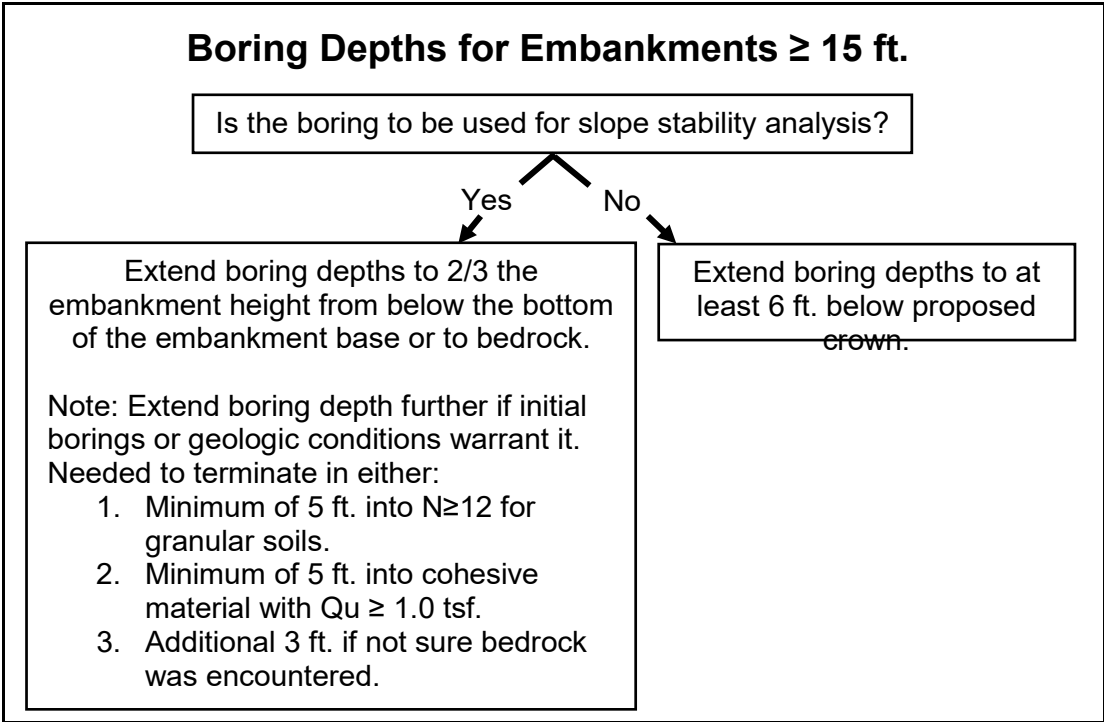 Boring Depths for Embankments ≥ 15 ft.
Is the boring to be used for slope stability analysis?
Yes
No
Extend boring depths to 2/3 the
embankment height from below the bottom
of the embankment base or to bedrock.
Note: Extend boring depth further if initial
borings or geologic conditions warrant it.
Needed to terminate in either:
1. Minimum of 5 ft. into N≥12 for
granular soils.
2. Minimum of 5 ft. into cohesive
material with Qu ≥ 1.0 tsf.
3. Additional 3 ft. if not sure bedrock
was encountered.
Extend boring depths to at
least 6 ft. below proposed
crown.